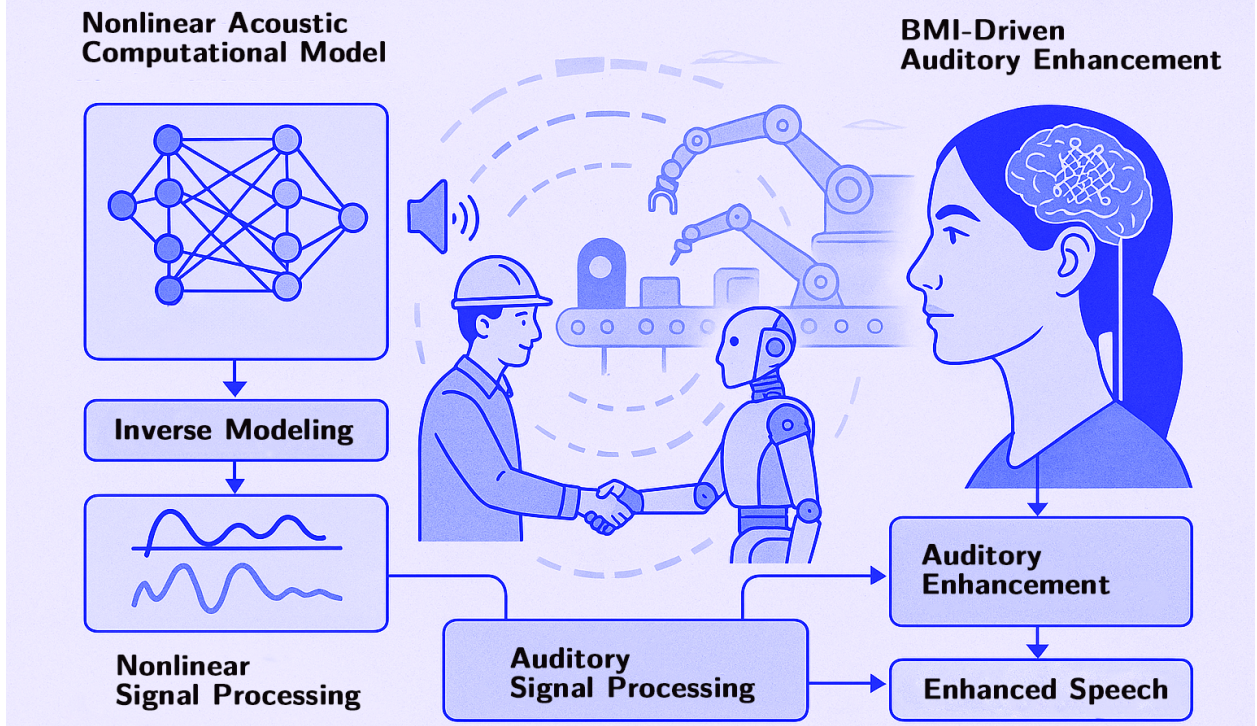 Nonlinear Acoustic
Computational Model
BMI-Driven
Auditory Enhancement
Inverse Modeling
Nonlinear
Signal Processing
Auditory
Signal Processing
Auditory
Enhancement
Enhanced Speech